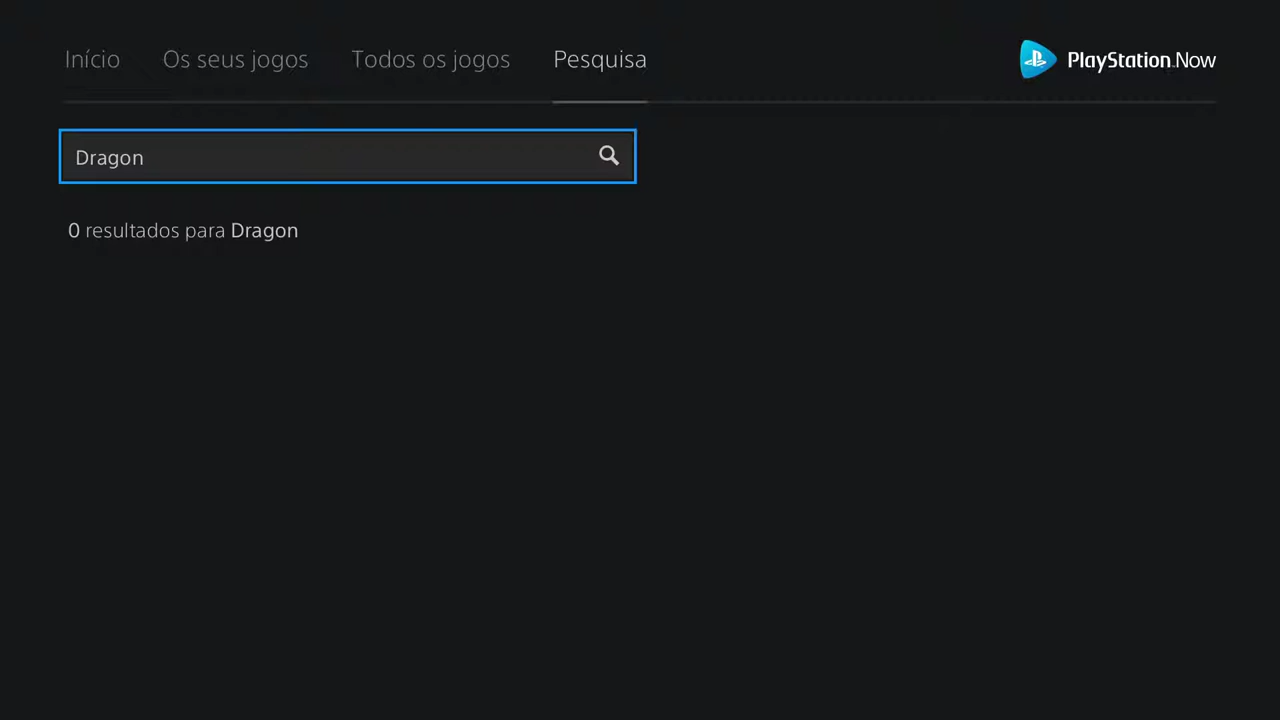 Início Os seus jogos Todos os jogos Pesquisa PlayStation.Now
Dragon
0 resultados para Dragon